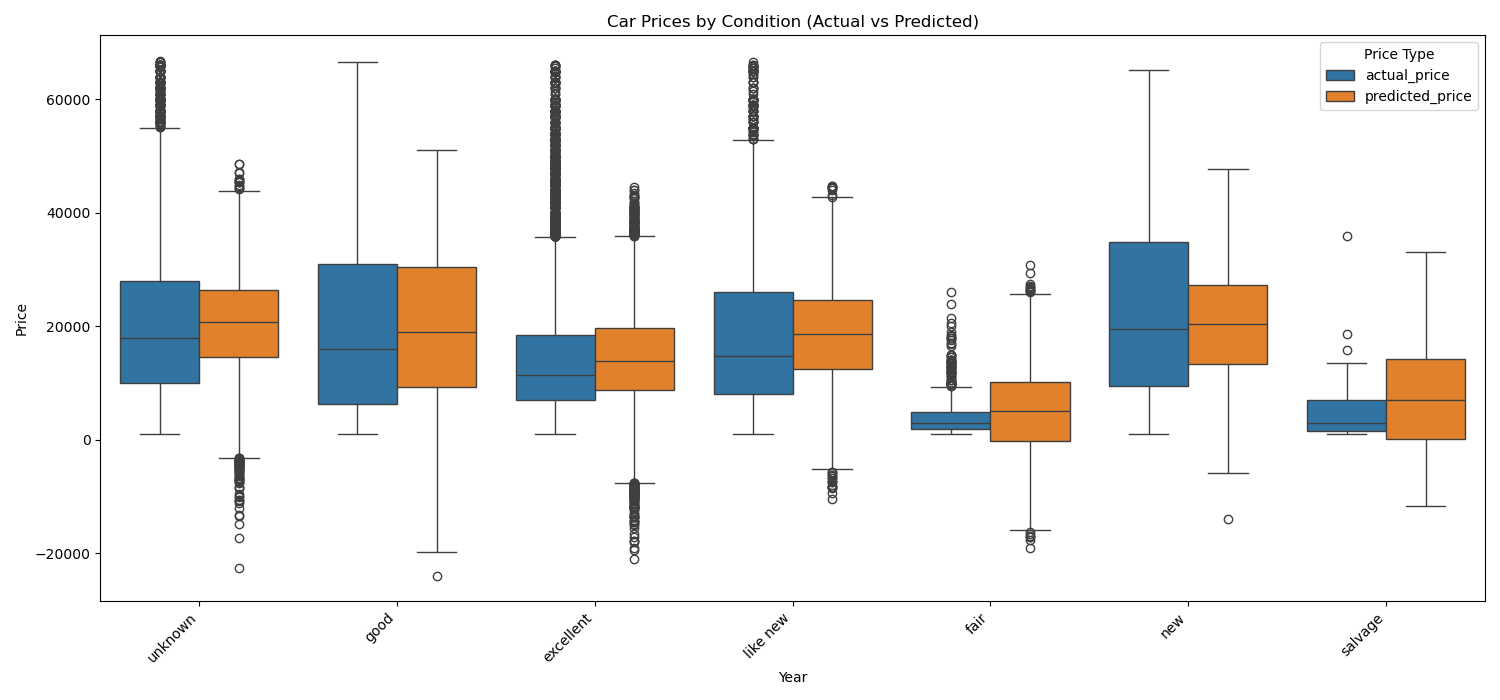 Car Prices by Condition (Actual vs Predicted)
Price Type
actual_price
predicted_price
Price
60000
40000
20000
0
−20000
unknown
good
excellent
like new
fair
new
salvage
Year